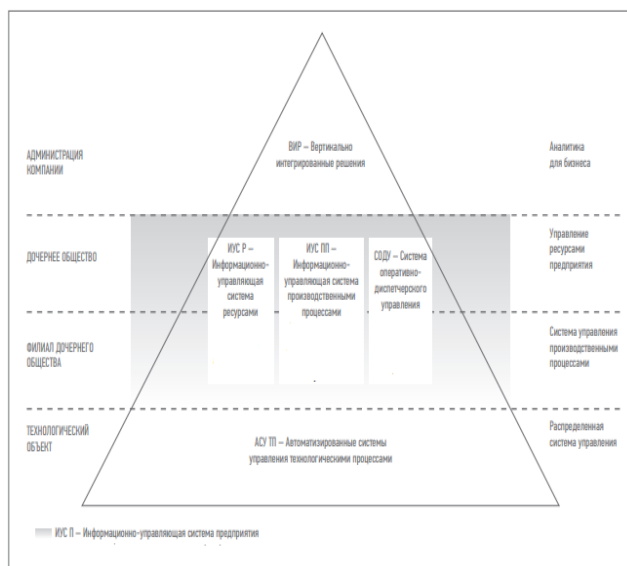 ВИР – Вертикально
интегрированные решения
АДМИНИСТРАЦИЯ
КОМПАНИИ
Аналитика
для бизнеса
ДОЧЕРНЕЕ ОБЩЕСТВО
ИУС Р –
Информационно-
управляющая
система
ресурсами
ИУС ПП –
Информационно-
управляющая система
производственными
процессами
СОДУ – Система
оперативно-
диспетчерского
управления
Управление
ресурсами
предприятия
ФИЛИАЛ ДОЧЕРНЕГО
ОБЩЕСТВА
Система управления
производственными
процессами
ТЕХНОЛОГИЧЕСКИЙ
ОБЪЕКТ
АСУ ТП – Автоматизированные системы
управления технологическими процессами
Распределенная
система управления
ИУС П – Информационно-управляющая система предприятия